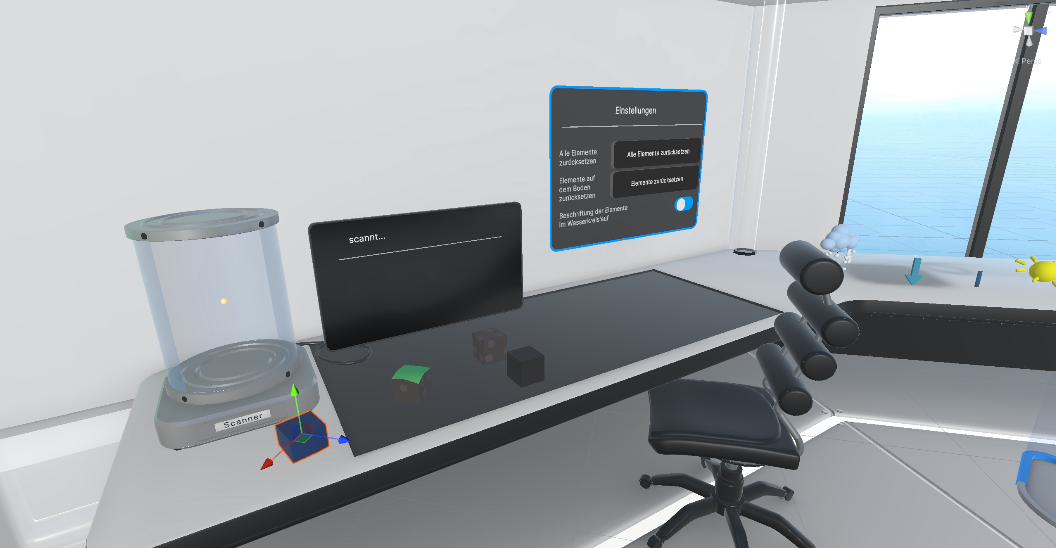 Einstellungen
Alle Elemente
zurücksetzen
Alle Elemente zurücksetzen
Elemente auf
dem Boden
zurücksetzen
Elemente zurücksetzen
Beschriftung der Elemente
im Wasserkreislauf
scannt...
Scanner
Persp